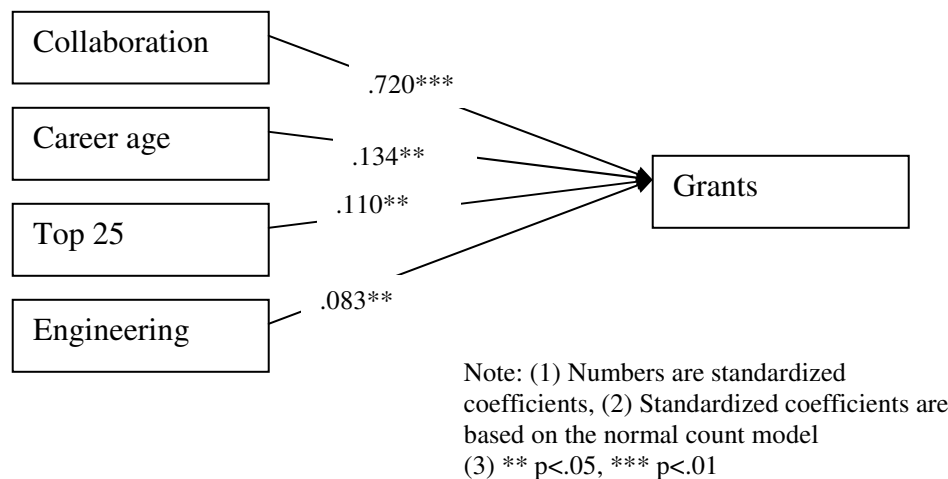 Collaboration
.720***
Career age
.134**
Grants
.110**
Top 25
.083**
Engineering
Note: (1) Numbers are standardized
coefficients, (2) Standardized coefficients are
based on the normal count model
(3) ** p<.05, *** p<.01